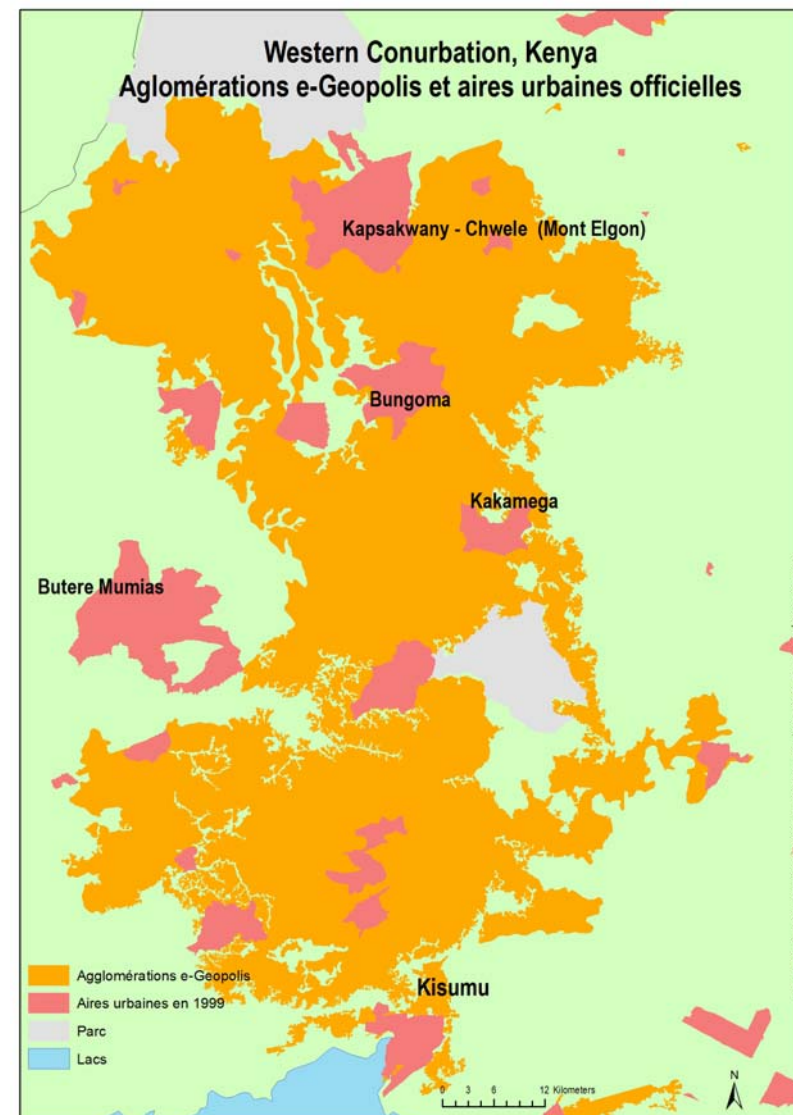 Western Conurbation, Kenya
Aglomérations e-Geopolis et aires urbaines officielles
Kapsakwany - Chwele (Mont Elgon)
Bungoma
Kakamega
Butere Mumias
Kisumu
Agglomérations e-Geopolis
Aires urbaines en 1999
Parc
Lacs
0 3 6 12 Kilometers
N